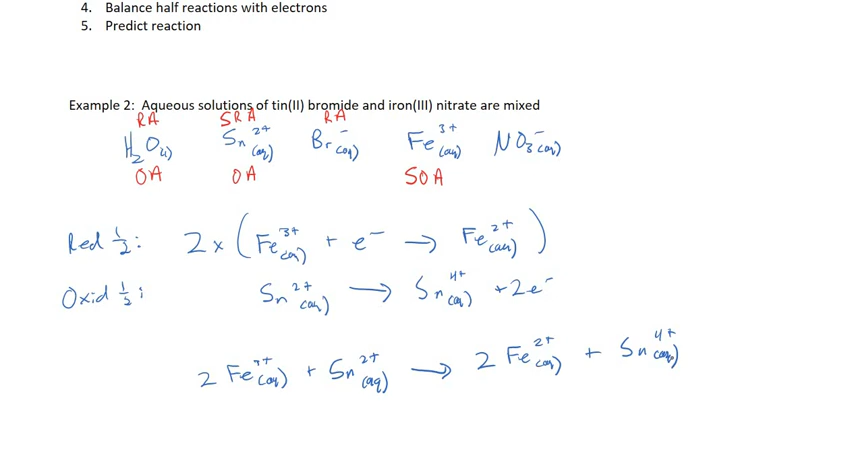 4. Balance half reactions with electrons
5. Predict reaction
Example 2: Aqueous solutions of tin(II) bromide and iron(III) nitrate are mixed
RA SRA RA
H₂O(l) Sn²⁺(aq) Br⁻(aq) Fe³⁺(aq) NO₃⁻(aq)
OA OA SOA
Red ½: 2 x (Fe³⁺(aq) + e⁻ → Fe²⁺(aq))
Oxid ½: Sn²⁺(aq) → Sn⁴⁺(aq) + 2e⁻
2 Fe³⁺(aq) + Sn²⁺(aq) → 2 Fe²⁺(aq) + Sn⁴⁺(aq)